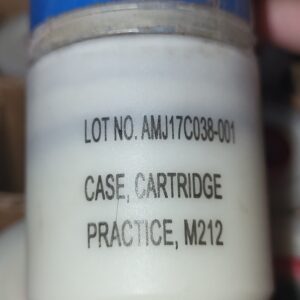 LOT NO. AMJ17C038-001
CASE, CARTRIDGE
PRACTICE, M212